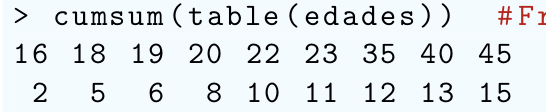 > cumsum(table(edades)) #Fr
16 18 19 20 22 23 35 40 45
2 5 6 8 10 11 12 13 15